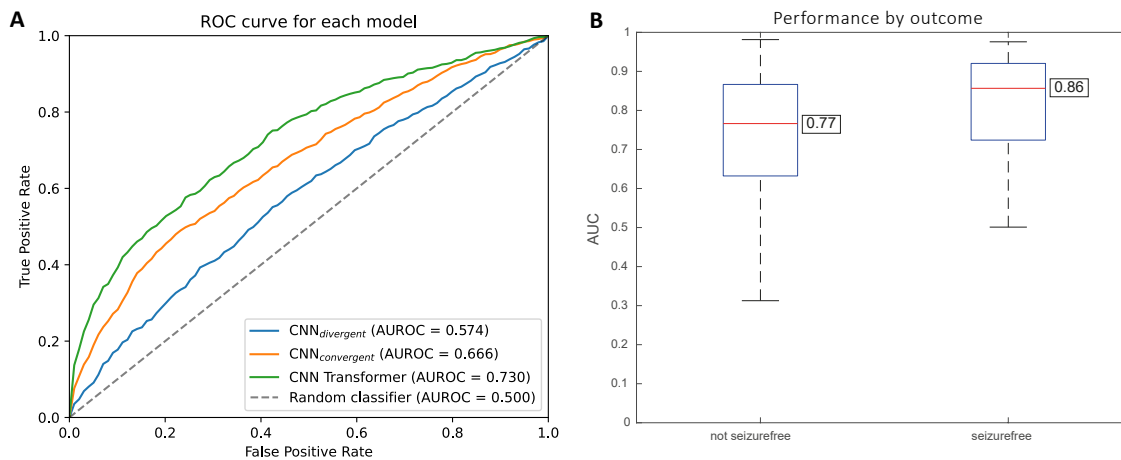 A
ROC curve for each model
1.0
0.8
0.6
0.4
0.2
0.0
True Positive Rate
0.0
0.2
0.4
0.6
0.8
1.0
False Positive Rate
CNNdivergent (AUROC = 0.574)
CNNconvergent (AUROC = 0.666)
CNN Transformer (AUROC = 0.730)
Random classifier (AUROC = 0.500)
B
Performance by outcome
1
0.9
0.8
0.7
0.6
0.5
0.4
0.3
0.2
0.1
0
AUC
0.77
0.86
not seizurefree
seizurefree